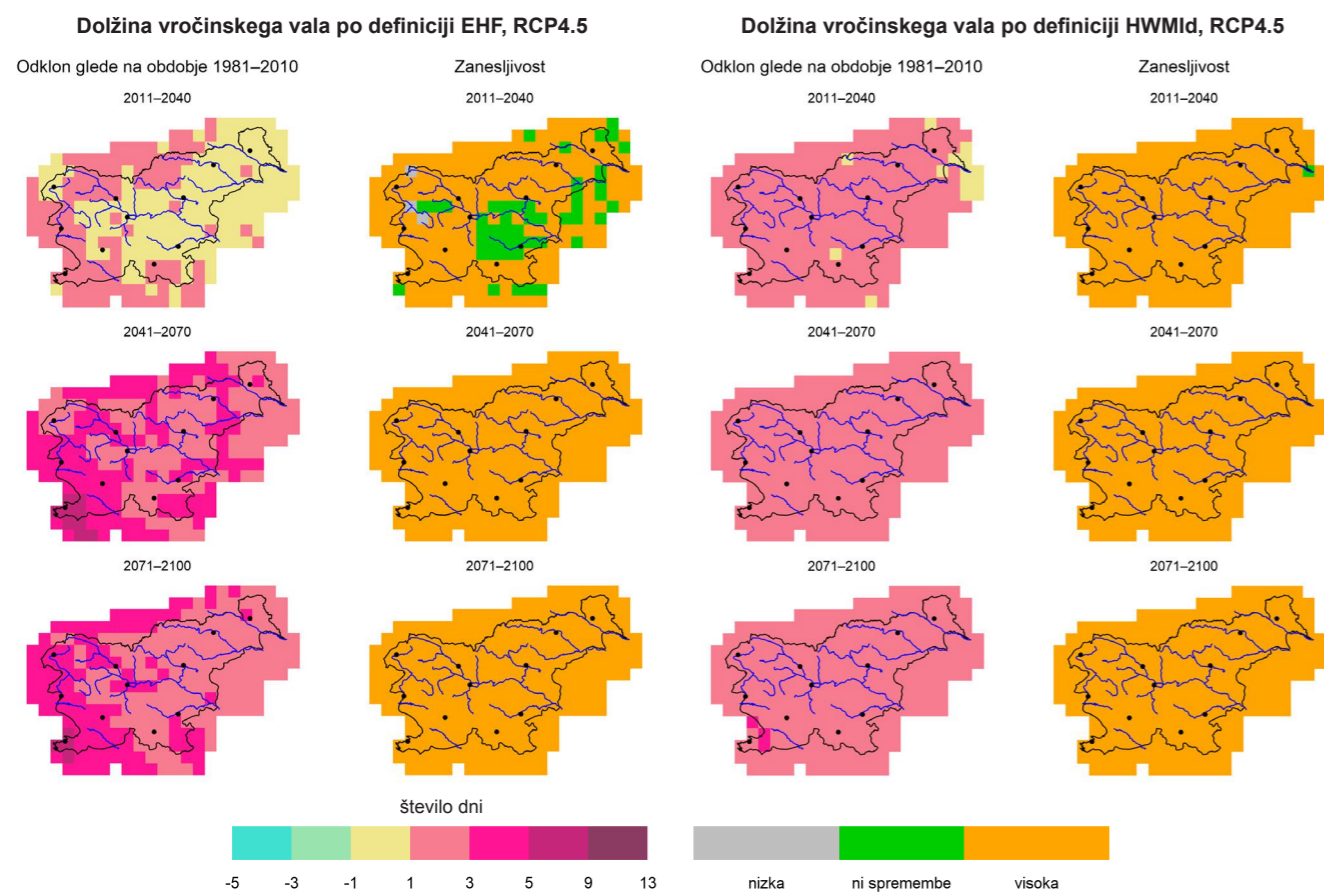 Dolžina vročinskega vala po definiciji EHF, RCP4.5
Dolžina vročinskega vala po definiciji HWMId, RCP4.5
Odklon glede na obdobje 1981–2010
Zanesljivost
Odklon glede na obdobje 1981–2010
Zanesljivost
2011–2040
2011–2040
2011–2040
2011–2040
2041–2070
2041–2070
2041–2070
2041–2070
2071–2100
2071–2100
2071–2100
2071–2100
število dni
-5 -3 -1 1 3 5 9 13
nizka ni spremembe visoka